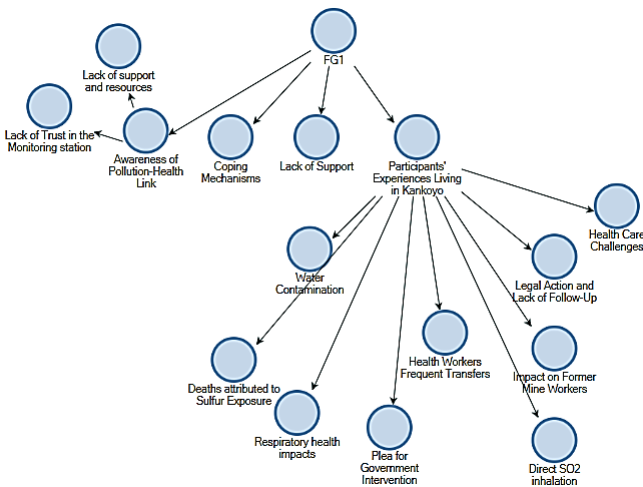 FG1
Lack of support
and resources
Lack of Trust in the
Monitoring station
Awareness of
Pollution-Health
Link
Coping
Mechanisms
Lack of Support
Participants'
Experiences Living
in Kankoyo
Health Care
Challenges
Water
Contamination
Legal Action and
Lack of Follow-Up
Health Workers
Frequent Transfers
Impact on Former
Mine Workers
Deaths attributed to
Sulfur Exposure
Respiratory health
impacts
Plea for
Government
Intervention
Direct SO2
inhalation